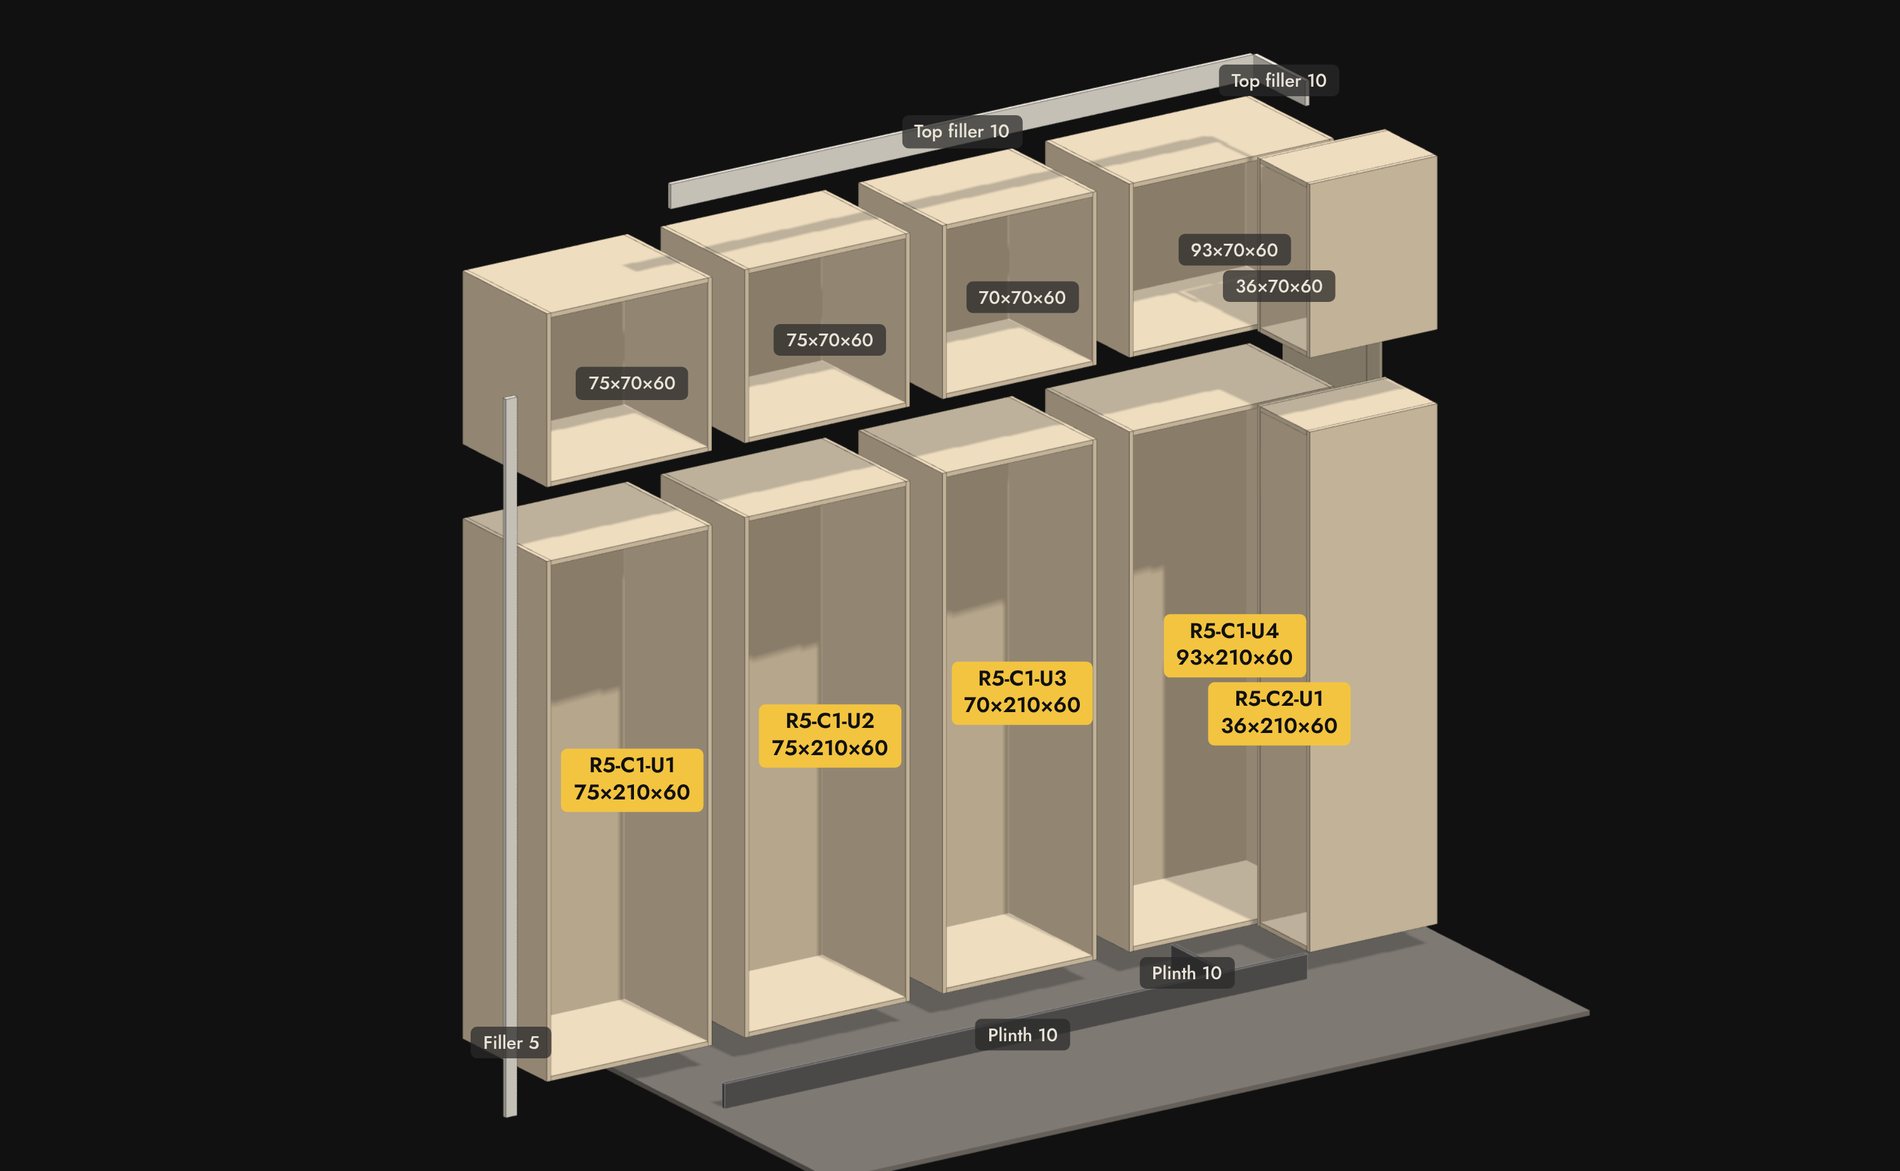 Top filler 10
Top filler 10
93×70×60
36×70×60
70×70×60
75×70×60
75×70×60
R5-C1-U4
93×210×60
R5-C2-U1
36×210×60
R5-C1-U3
70×210×60
R5-C1-U2
75×210×60
R5-C1-U1
75×210×60
Plinth 10
Plinth 10
Filler 5